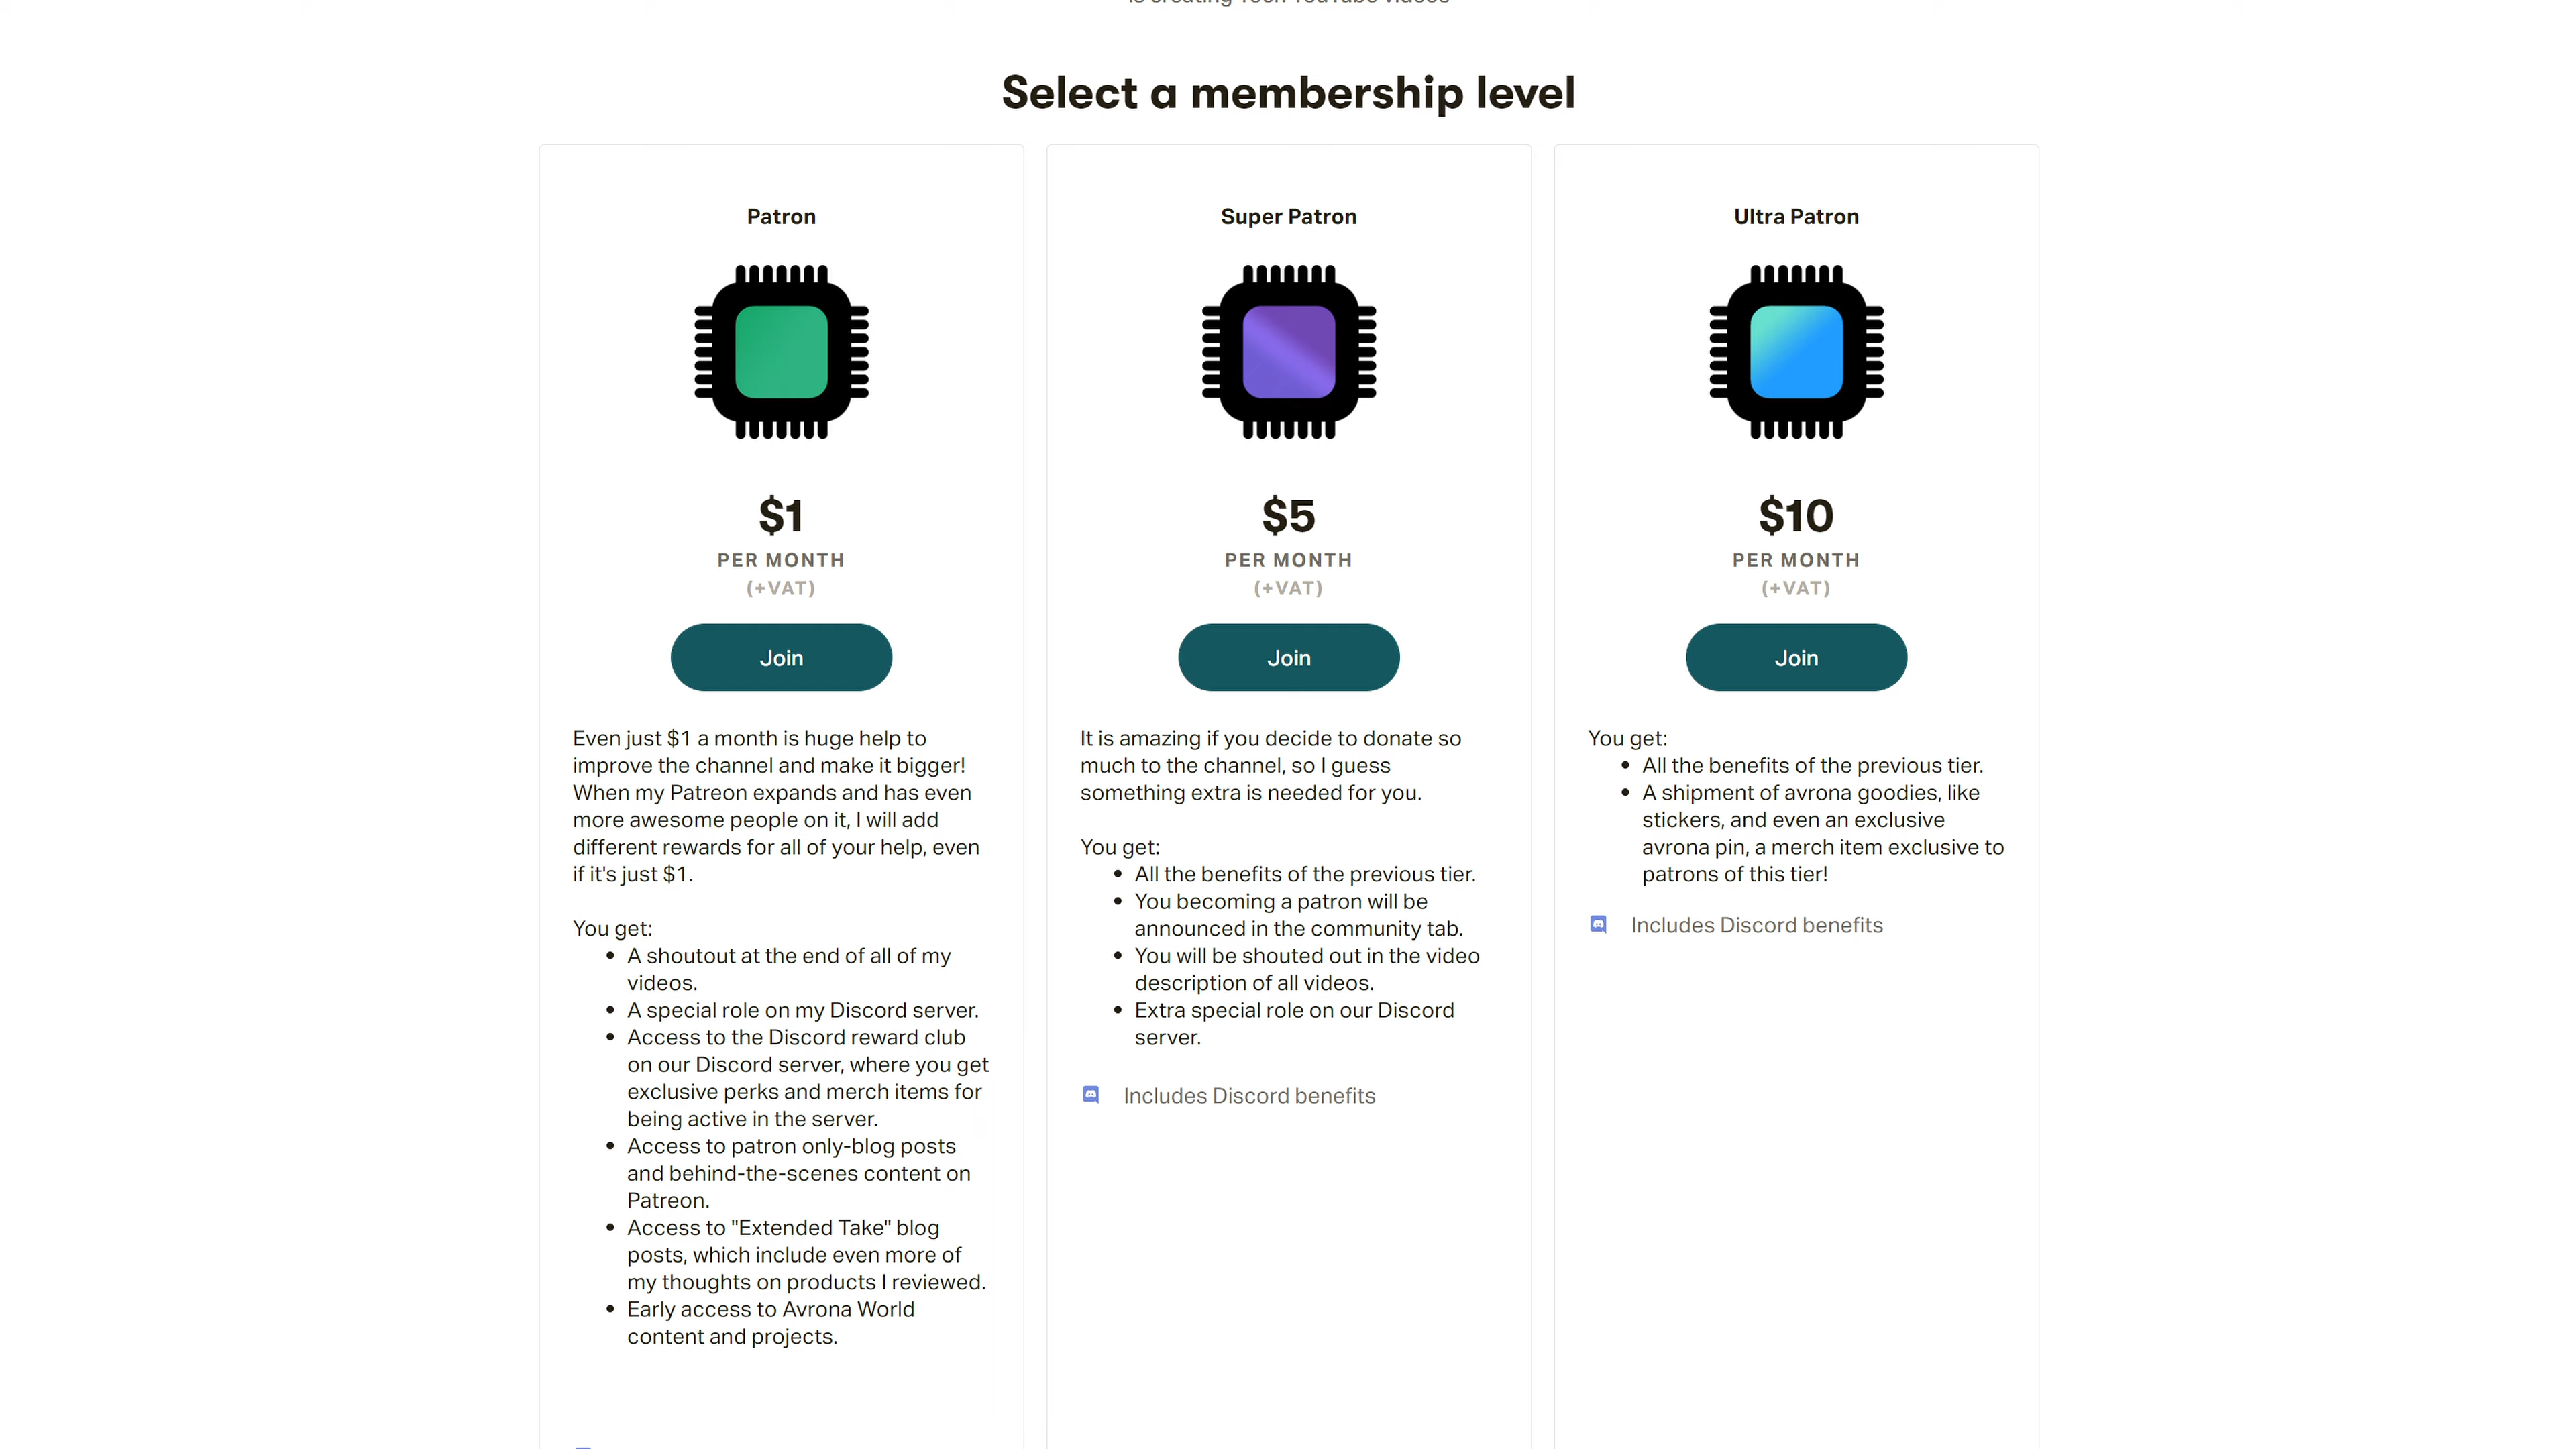 is creating Tech YouTube videos
Select a membership level
Patron
$1
PER MONTH
(+VAT)
Join
Even just $1 a month is huge help to
improve the channel and make it bigger!
When my Patreon expands and has even
more awesome people on it, I will add
different rewards for all of your help, even
if it's just $1.
You get:
• A shoutout at the end of all of my
videos.
• A special role on my Discord server.
• Access to the Discord reward club
on our Discord server, where you get
exclusive perks and merch items for
being active in the server.
• Access to patron only-blog posts
and behind-the-scenes content on
Patreon.
• Access to "Extended Take" blog
posts, which include even more of
my thoughts on products I reviewed.
• Early access to Avrona World
content and projects.
Super Patron
$5
PER MONTH
(+VAT)
Join
It is amazing if you decide to donate so
much to the channel, so I guess
something extra is needed for you.
You get:
• All the benefits of the previous tier.
• You becoming a patron will be
announced in the community tab.
• You will be shouted out in the video
description of all videos.
• Extra special role on our Discord
server.
Includes Discord benefits
Ultra Patron
$10
PER MONTH
(+VAT)
Join
You get:
• All the benefits of the previous tier.
• A shipment of avrona goodies, like
stickers, and even an exclusive
avrona pin, a merch item exclusive to
patrons of this tier!
Includes Discord benefits